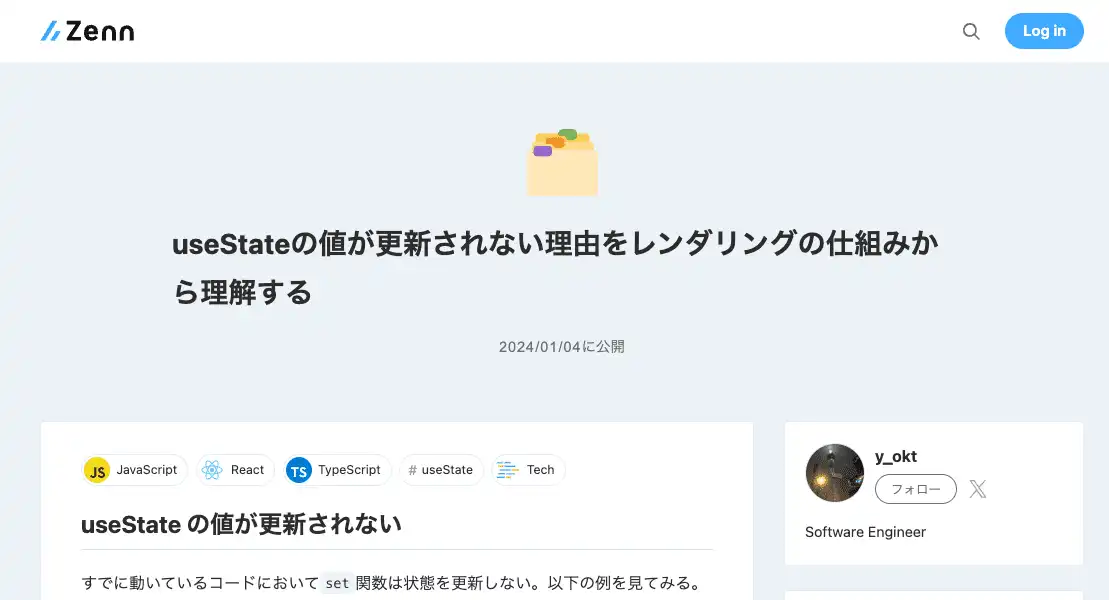 Zenn
Log in
useStateの値が更新されない理由をレンダリングの仕組みか
ら理解する
2024/01/04に公開
JS JavaScript React TS TypeScript # useState Tech
useState の値が更新されない
すでに動いているコードにおいて set 関数は状態を更新しない。以下の例を見てみる。
y_okt
フォロー
Software Engineer